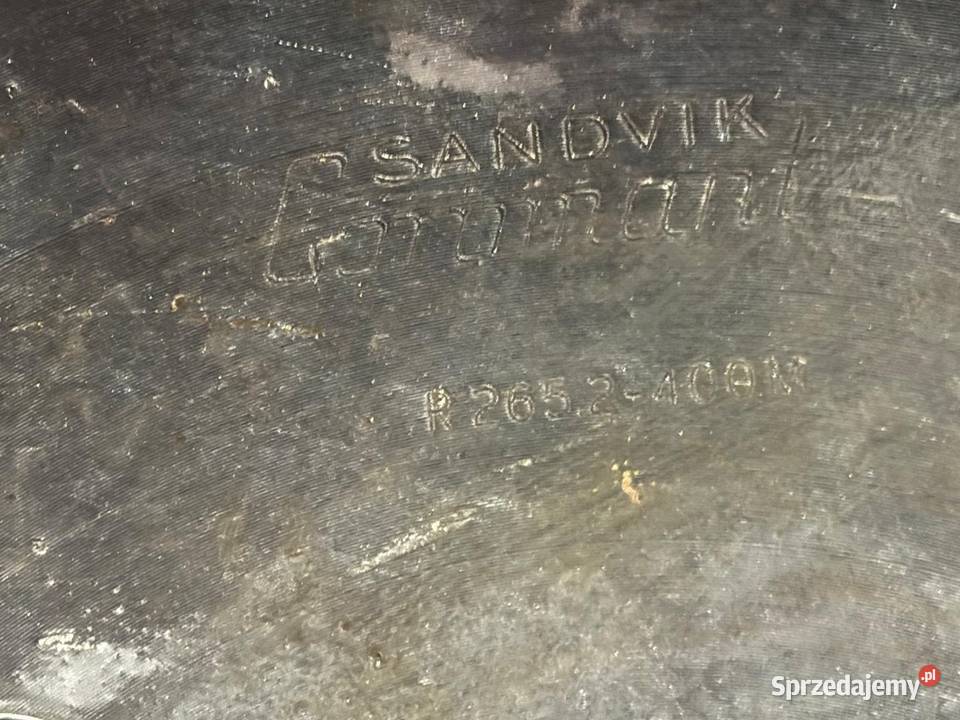 SANDVIK
Coromant
R265.2-400M
Sprzedajemy.pl